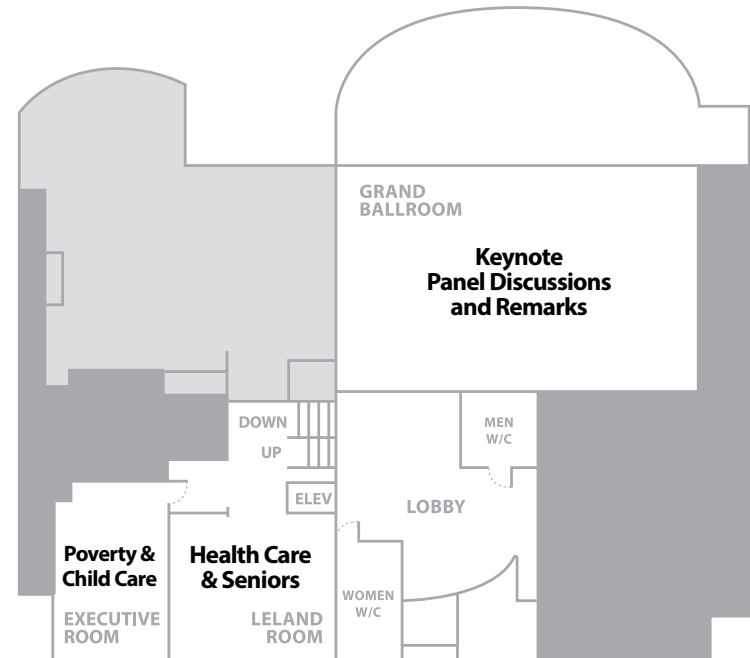 GRAND
BALLROOM
Keynote
Panel Discussions
and Remarks
DOWN
UP
MEN
W/C
ELEV
LOBBY
Poverty &
Child Care
Health Care
& Seniors
WOMEN
W/C
EXECUTIVE
ROOM
LELAND
ROOM